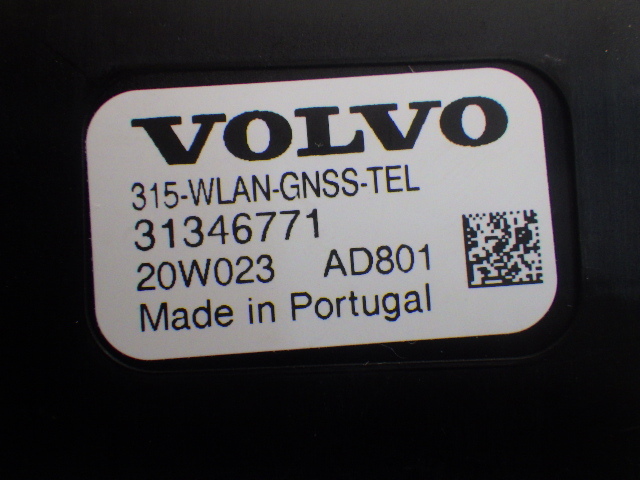 VOLVO
315-WLAN-GNSS-TEL
31346771
20W023 AD801
Made in Portugal